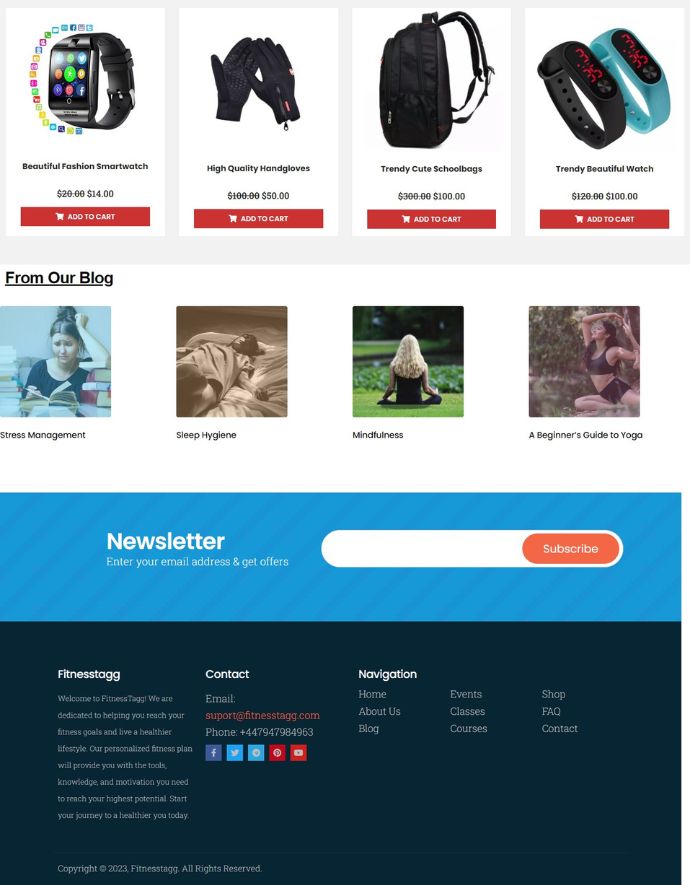 Beautiful Fashion Smartwatch
$20.00 $14.00
ADD TO CART
High Quality Handgloves
$100.00 $50.00
ADD TO CART
Trendy Cute Schoolbags
$300.00 $100.00
ADD TO CART
Trendy Beautiful Watch
$120.00 $100.00
ADD TO CART
From Our Blog
Stress Management
Sleep Hygiene
Mindfulness
A Beginner's Guide to Yoga
Newsletter
Enter your email address & get offers
Subscribe
Fitnesstagg
Welcome to FitnessTagg! We are
dedicated to helping you reach your
fitness goals and live a healthier
lifestyle. Our personalized fitness plan
will provide you with the tools,
knowledge, and motivation you need
to reach your highest potential. Start
your journey to a healthier you today.
Contact
Email:
suport@fitnesstagg.com
Phone: +447947984963
Navigation
Home
About Us
Blog
Events
Classes
Courses
Shop
FAQ
Contact
Copyright © 2023, Fitnesstagg. All Rights Reserved.